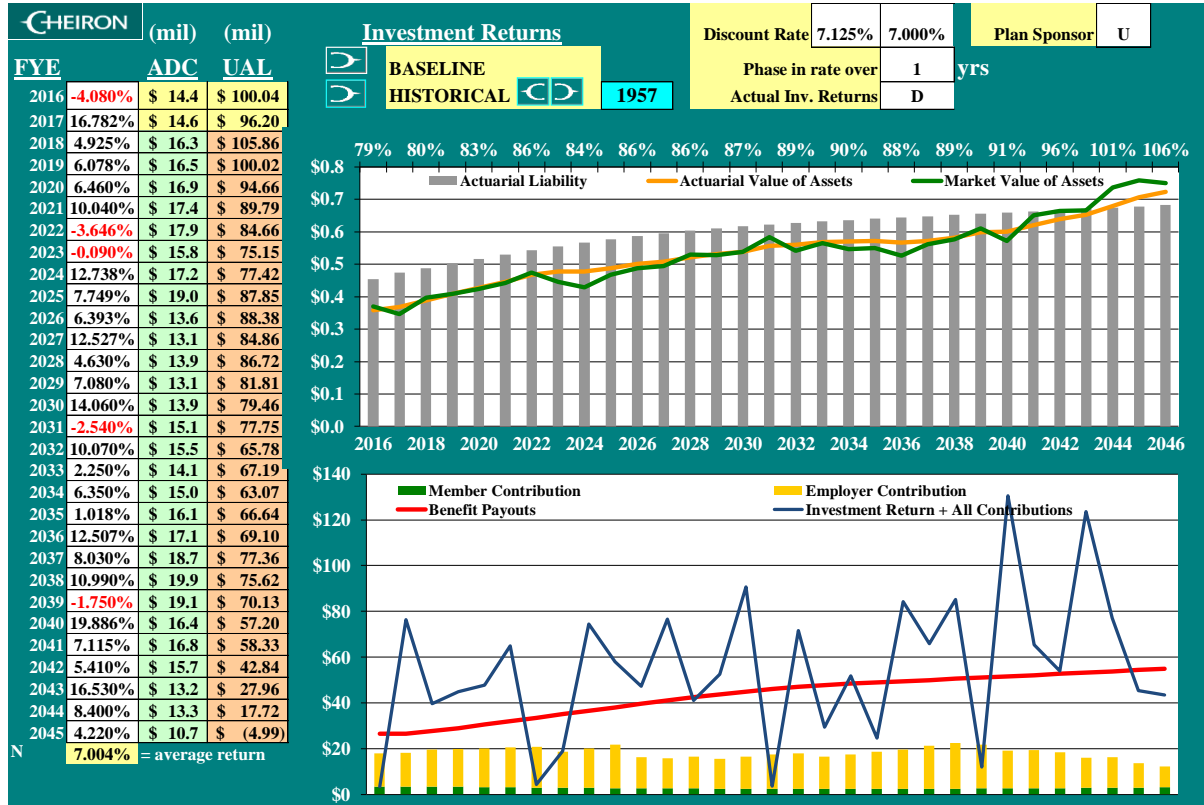 CHEIRON
(mil) (mil)
FYE ADC UAL
2016 -4.080% $ 14.4 $ 100.04
2017 16.782% $ 14.6 $ 96.20
2018 4.925% $ 16.3 $ 105.86
2019 6.078% $ 16.5 $ 100.02
2020 6.460% $ 16.9 $ 94.66
2021 10.040% $ 17.4 $ 89.79
2022 -3.646% $ 17.9 $ 84.66
2023 -0.090% $ 15.8 $ 75.15
2024 12.738% $ 17.2 $ 77.42
2025 7.749% $ 19.0 $ 87.85
2026 6.393% $ 13.6 $ 88.38
2027 12.527% $ 13.1 $ 84.86
2028 4.630% $ 13.9 $ 86.72
2029 7.080% $ 13.1 $ 81.81
2030 14.060% $ 13.9 $ 79.46
2031 -2.540% $ 15.1 $ 77.75
2032 10.070% $ 15.5 $ 65.78
2033 2.250% $ 14.1 $ 67.19
2034 6.350% $ 15.0 $ 63.07
2035 1.018% $ 16.1 $ 66.64
2036 12.507% $ 17.1 $ 69.10
2037 8.030% $ 18.7 $ 77.36
2038 10.990% $ 19.9 $ 75.62
2039 -1.750% $ 19.1 $ 70.13
2040 19.886% $ 16.4 $ 57.20
2041 7.115% $ 16.8 $ 58.33
2042 5.410% $ 15.7 $ 42.84
2043 16.530% $ 13.2 $ 27.96
2044 8.400% $ 13.3 $ 17.72
2045 4.220% $ 10.7 $ (4.99)
N 7.004% = average return
Investment Returns
BASELINE
HISTORICAL 1957
Discount Rate 7.125% 7.000%
Phase in rate over 1 yrs
Actual Inv. Returns D
Plan Sponsor U
79% 80% 83% 86% 84% 86% 86% 87% 89% 90% 88% 89% 91% 96% 101% 106%
Actuarial Liability Actuarial Value of Assets Market Value of Assets
$0.8
$0.7
$0.6
$0.5
$0.4
$0.3
$0.2
$0.1
$0.0
2016 2018 2020 2022 2024 2026 2028 2030 2032 2034 2036 2038 2040 2042 2044 2046
Member Contribution Employer Contribution
Benefit Payouts Investment Return + All Contributions
$140
$120
$100
$80
$60
$40
$20
$0